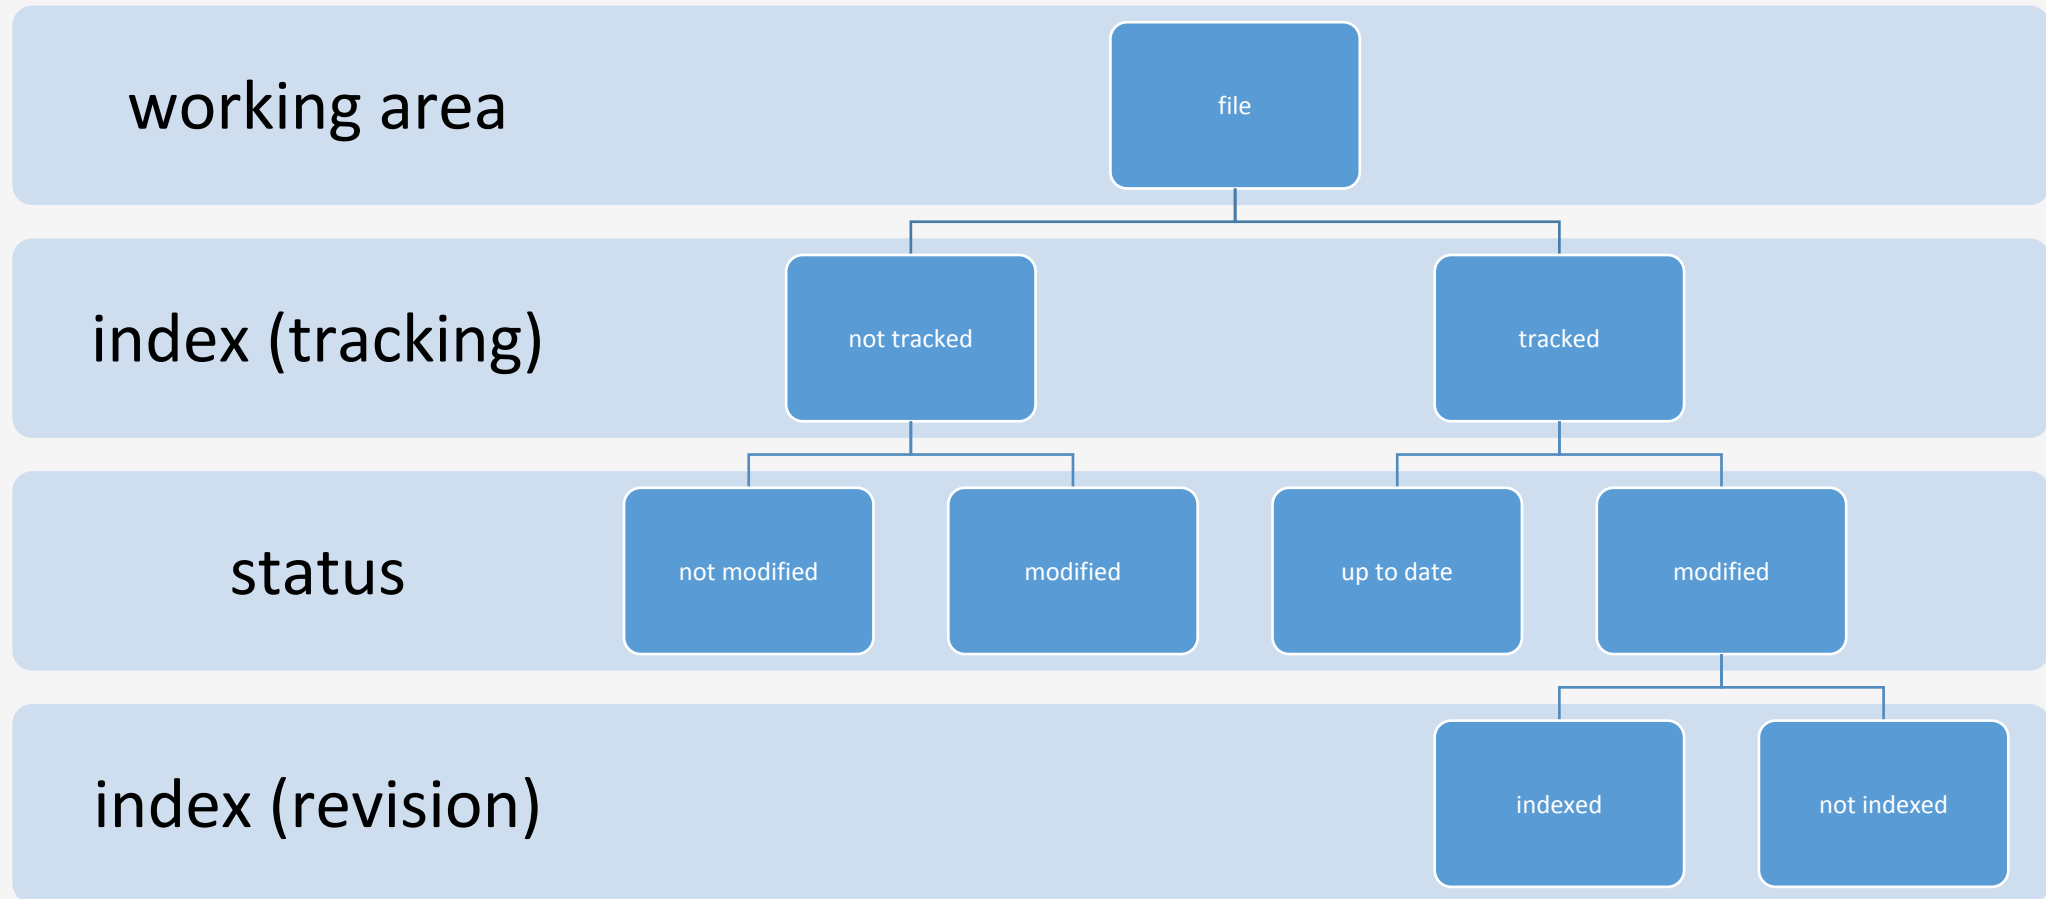 working area
file
index (tracking)
not tracked
tracked
status
not modified
modified
up to date
modified
index (revision)
indexed
not indexed